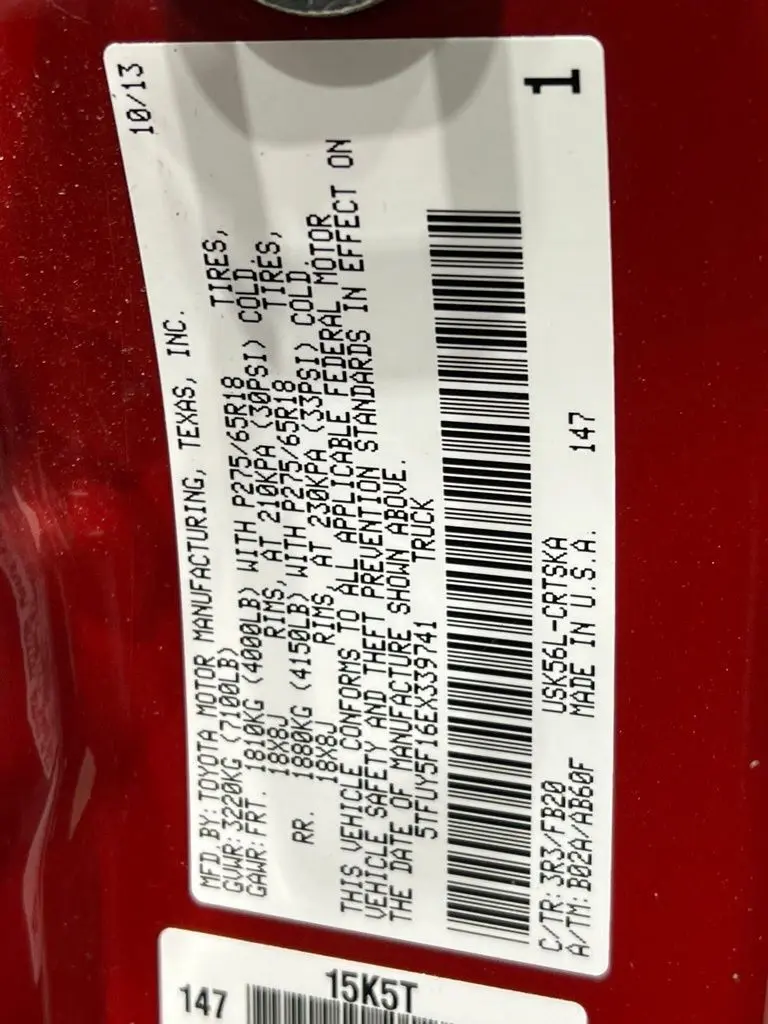 MFD. BY: TOYOTA MOTOR MANUFACTURING, TEXAS, INC. 10/13
GVWR: 3220KG (7100LB)
GAWR: FRT. 1810KG (4000LB) WITH P275/65R18 TIRES,
18X8J RIMS, AT 210KPA (30PSI) COLD.
RR. 1880KG (4150LB) WITH P275/65R18 TIRES,
18X8J RIMS, AT 230KPA (33PSI) COLD.
THIS VEHICLE CONFORMS TO ALL APPLICABLE FEDERAL MOTOR
VEHICLE SAFETY AND THEFT PREVENTION STANDARDS IN EFFECT ON
THE DATE OF MANUFACTURE SHOWN ABOVE.
5TFUY5F16EX339741 TRUCK
C/TR: 3R3/FB20 USK56L-CRTSKA 1
A/TM: B02A/AB60F MADE IN U.S.A. 147
15K5T
147